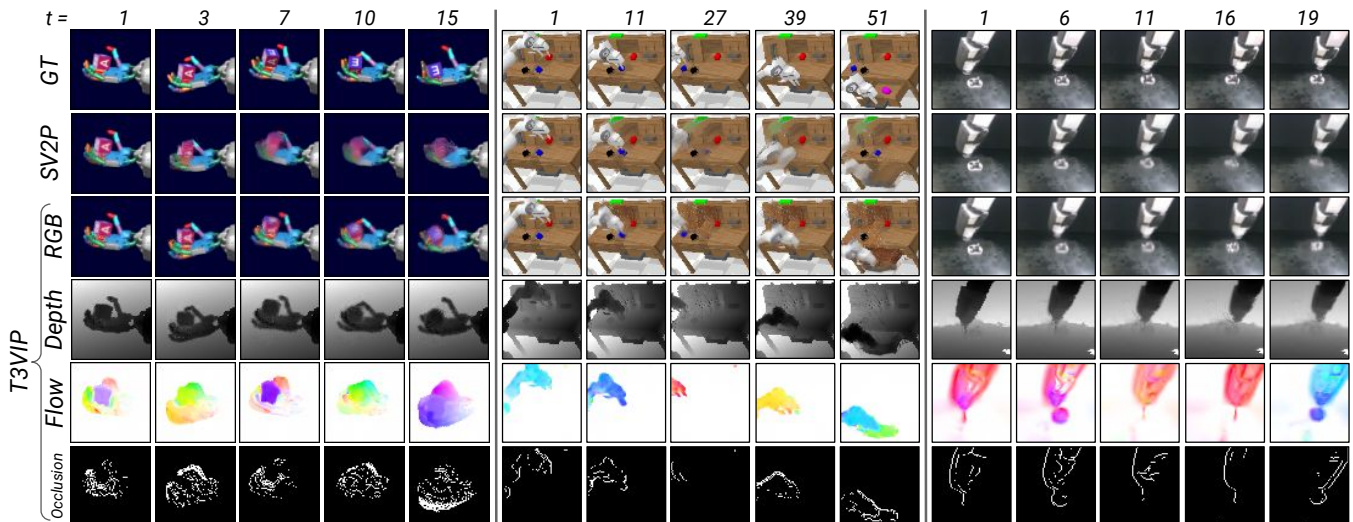 t = 1 3 7 10 15 1 11 27 39 51 1 6 11 16 19
GT
SV2P
T3VIP
RGB
Depth
Flow
Occlusion